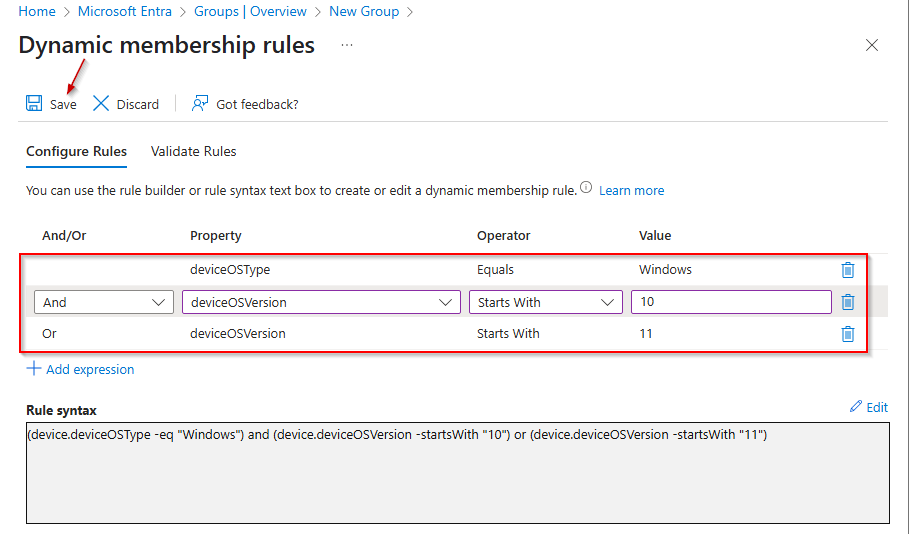 Home > Microsoft Entra > Groups | Overview > New Group >
Dynamic membership rules ...
Save Discard Got feedback?
Configure Rules Validate Rules
You can use the rule builder or rule syntax text box to create or edit a dynamic membership rule. Learn more
And/Or Property Operator Value
deviceOSType Equals Windows
And deviceOSVersion Starts With 10
Or deviceOSVersion Starts With 11
+ Add expression
Rule syntax Edit
(device.deviceOSType -eq "Windows") and (device.deviceOSVersion -startsWith "10") or (device.deviceOSVersion -startsWith "11")